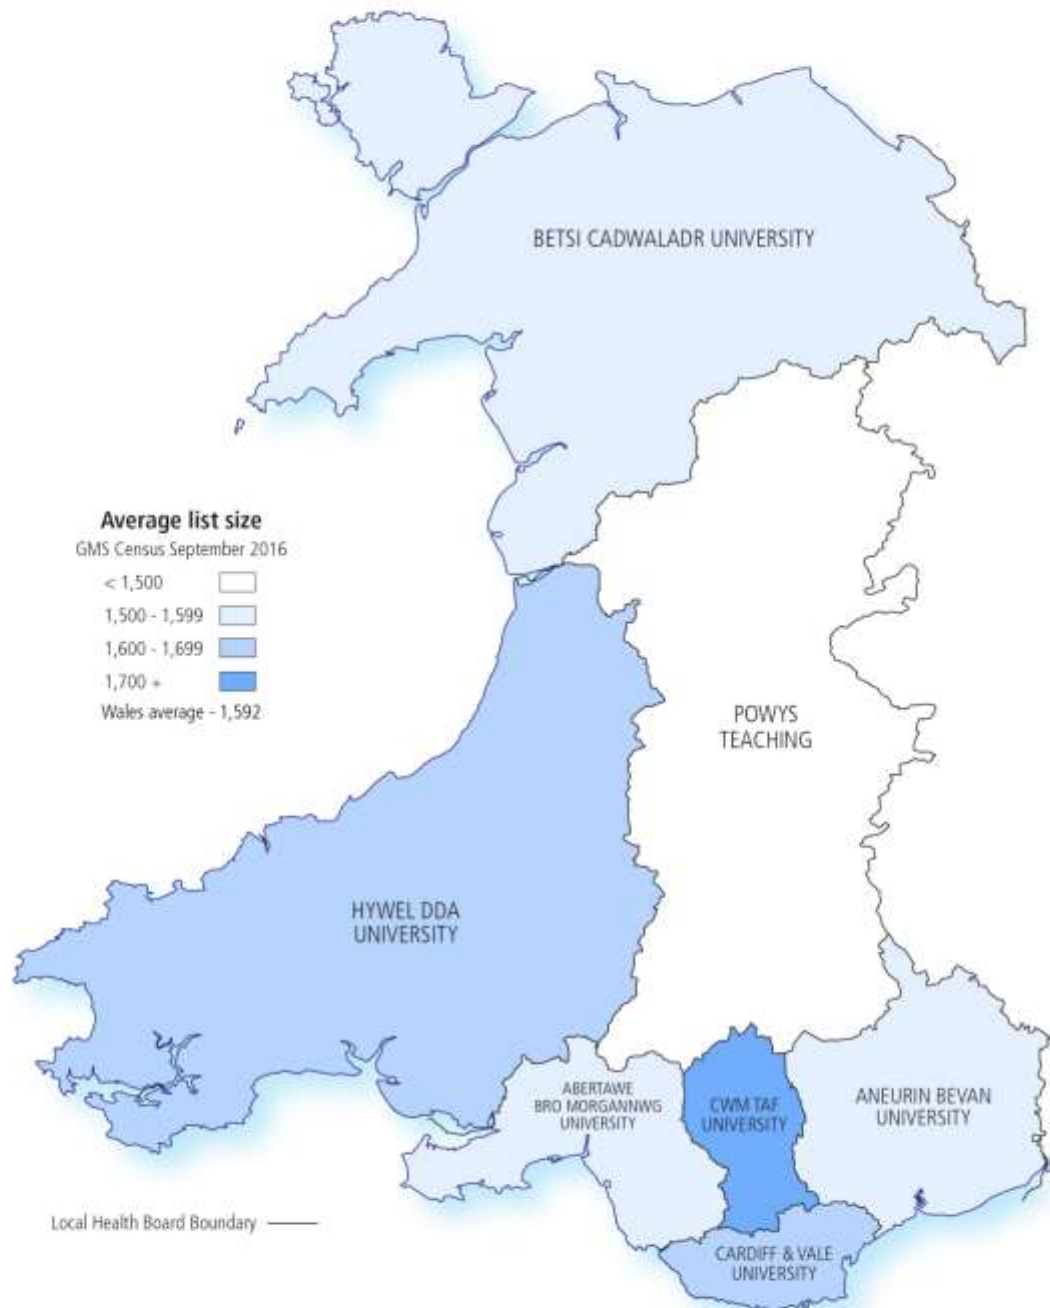 BETSI CADWALADR UNIVERSITY
Average list size
GMS Census September 2016
< 1,500
1,500 - 1,599
1,600 - 1,699
1,700 +
Wales average - 1,592
POWYS
TEACHING
HYWEL DDA
UNIVERSITY
ABERTAWE
BRO MORGANNWG
UNIVERSITY
CWM TAF
UNIVERSITY
ANEURIN BEVAN
UNIVERSITY
Local Health Board Boundary
CARDIFF & VALE
UNIVERSITY